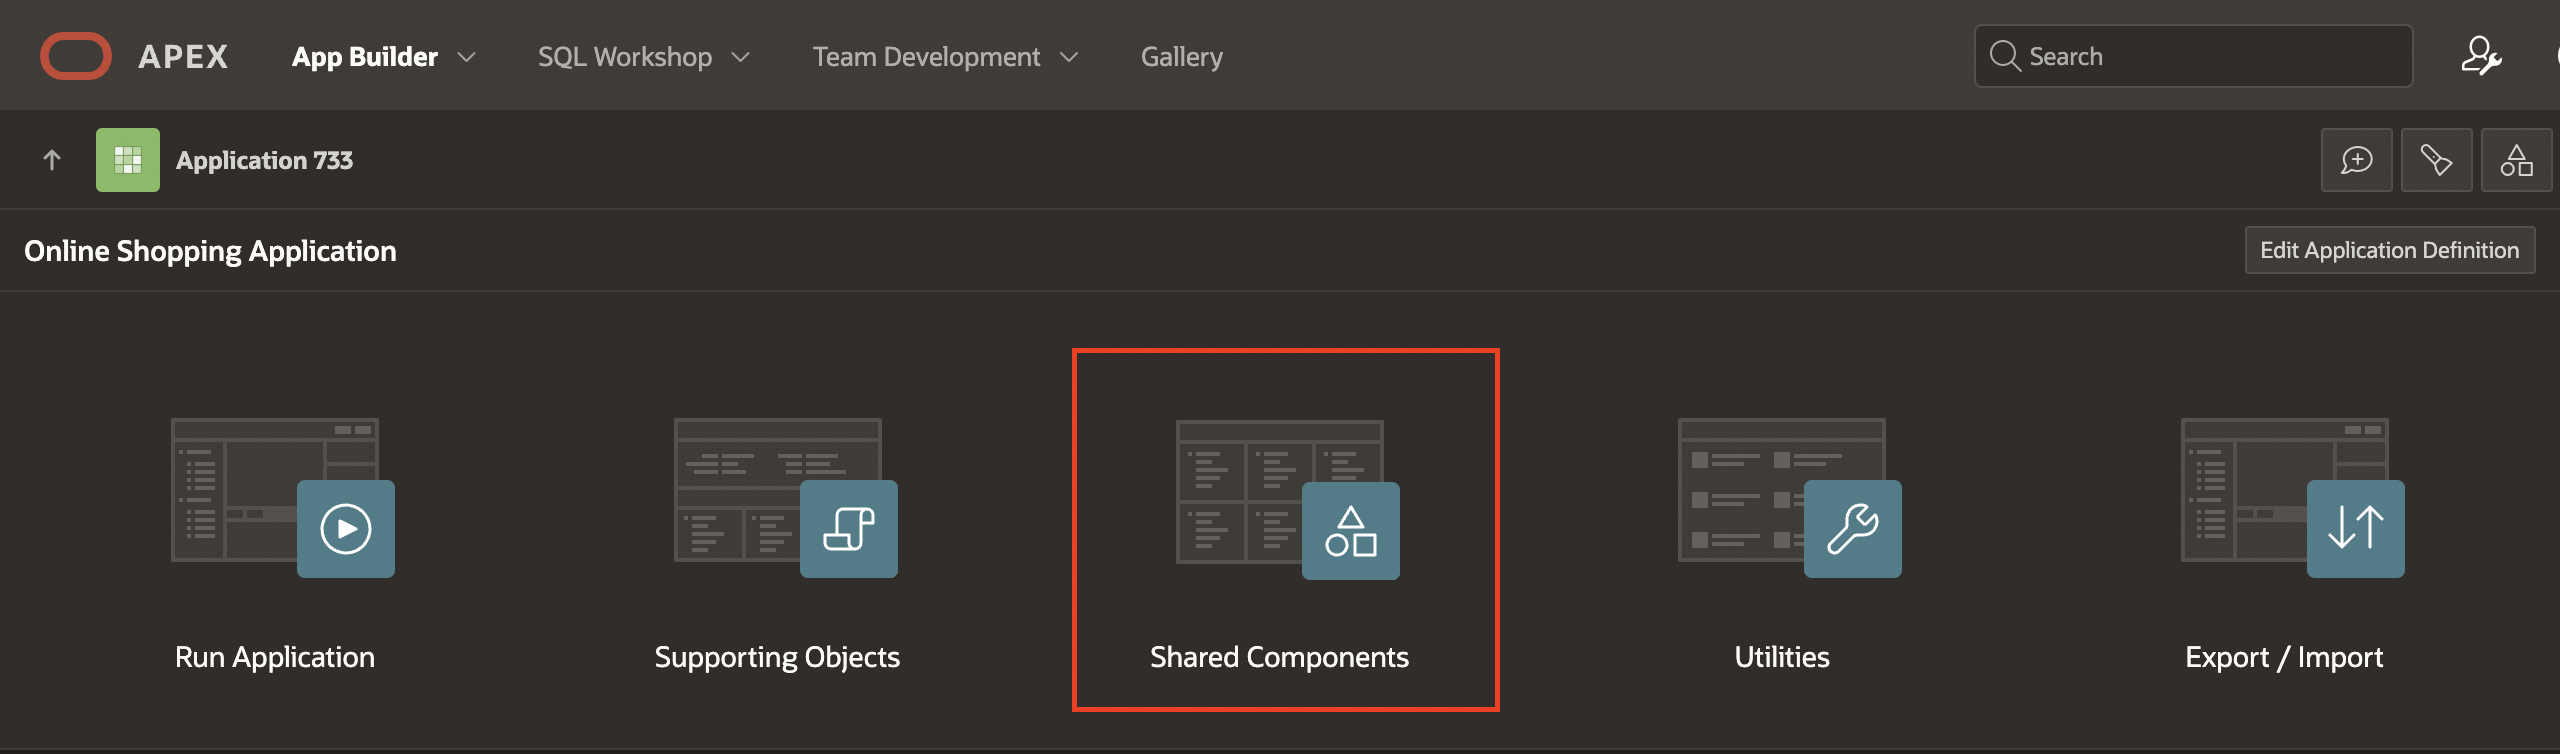 APEX App Builder SQL Workshop Team Development Gallery Search
Application 733
Online Shopping Application Edit Application Definition
Run Application Supporting Objects Shared Components Utilities Export / Import